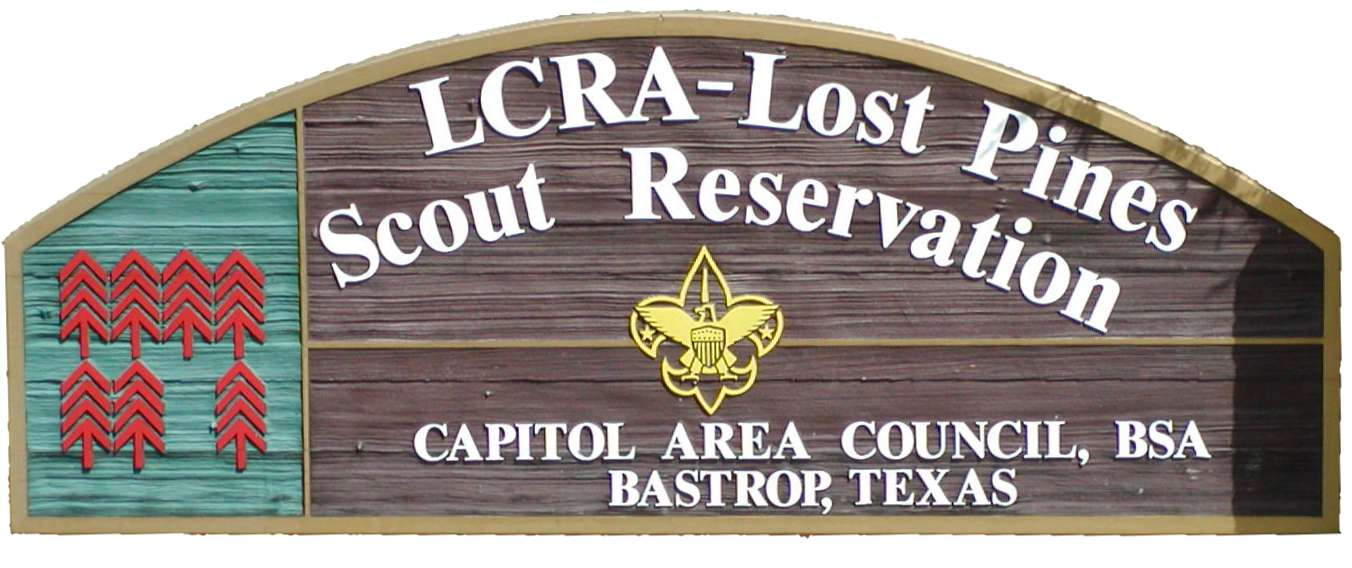 LCRA-Lost Pines
Scout Reservation
CAPITOL AREA COUNCIL, BSA
BASTROP, TEXAS